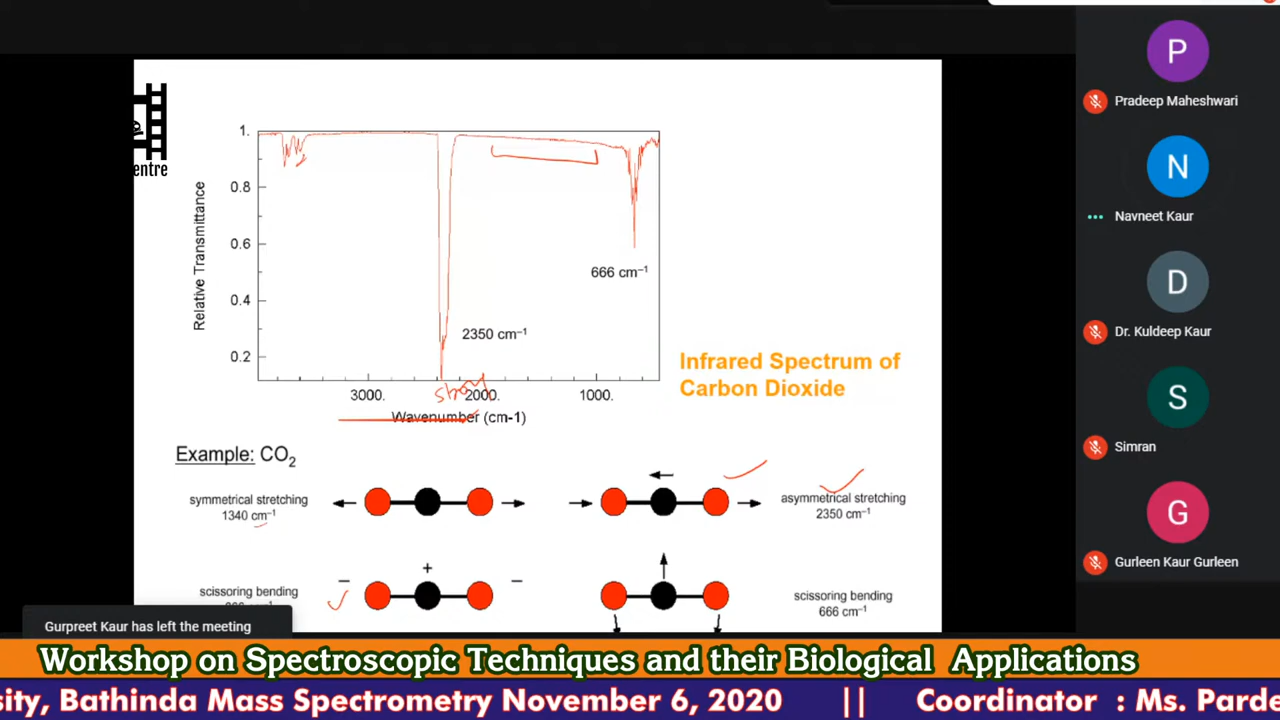 centre
1.
0.8
0.6
0.4
0.2
Relative Transmittance
666 cm⁻¹
2350 cm⁻¹
3000.
2000.
1000.
Wavenumber (cm-1)
Infrared Spectrum of
Carbon Dioxide
Example: CO₂
symmetrical stretching
1340 cm⁻¹
asymmetrical stretching
2350 cm⁻¹
+
−
−
scissoring bending
scissoring bending
666 cm⁻¹
P
Pradeep Maheshwari
N
Navneet Kaur
D
Dr. Kuldeep Kaur
S
Simran
G
Gurleen Kaur Gurleen
Gurpreet Kaur has left the meeting
Workshop on Spectroscopic Techniques and their Biological Applications
sity, Bathinda Mass Spectrometry November 6, 2020 || Coordinator : Ms. Parde